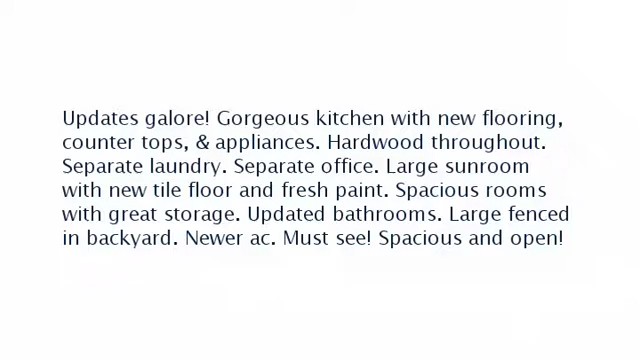 Updates galore! Gorgeous kitchen with new flooring,
counter tops, & appliances. Hardwood throughout.
Separate laundry. Separate office. Large sunroom
with new tile floor and fresh paint. Spacious rooms
with great storage. Updated bathrooms. Large fenced
in backyard. Newer ac. Must see! Spacious and open!